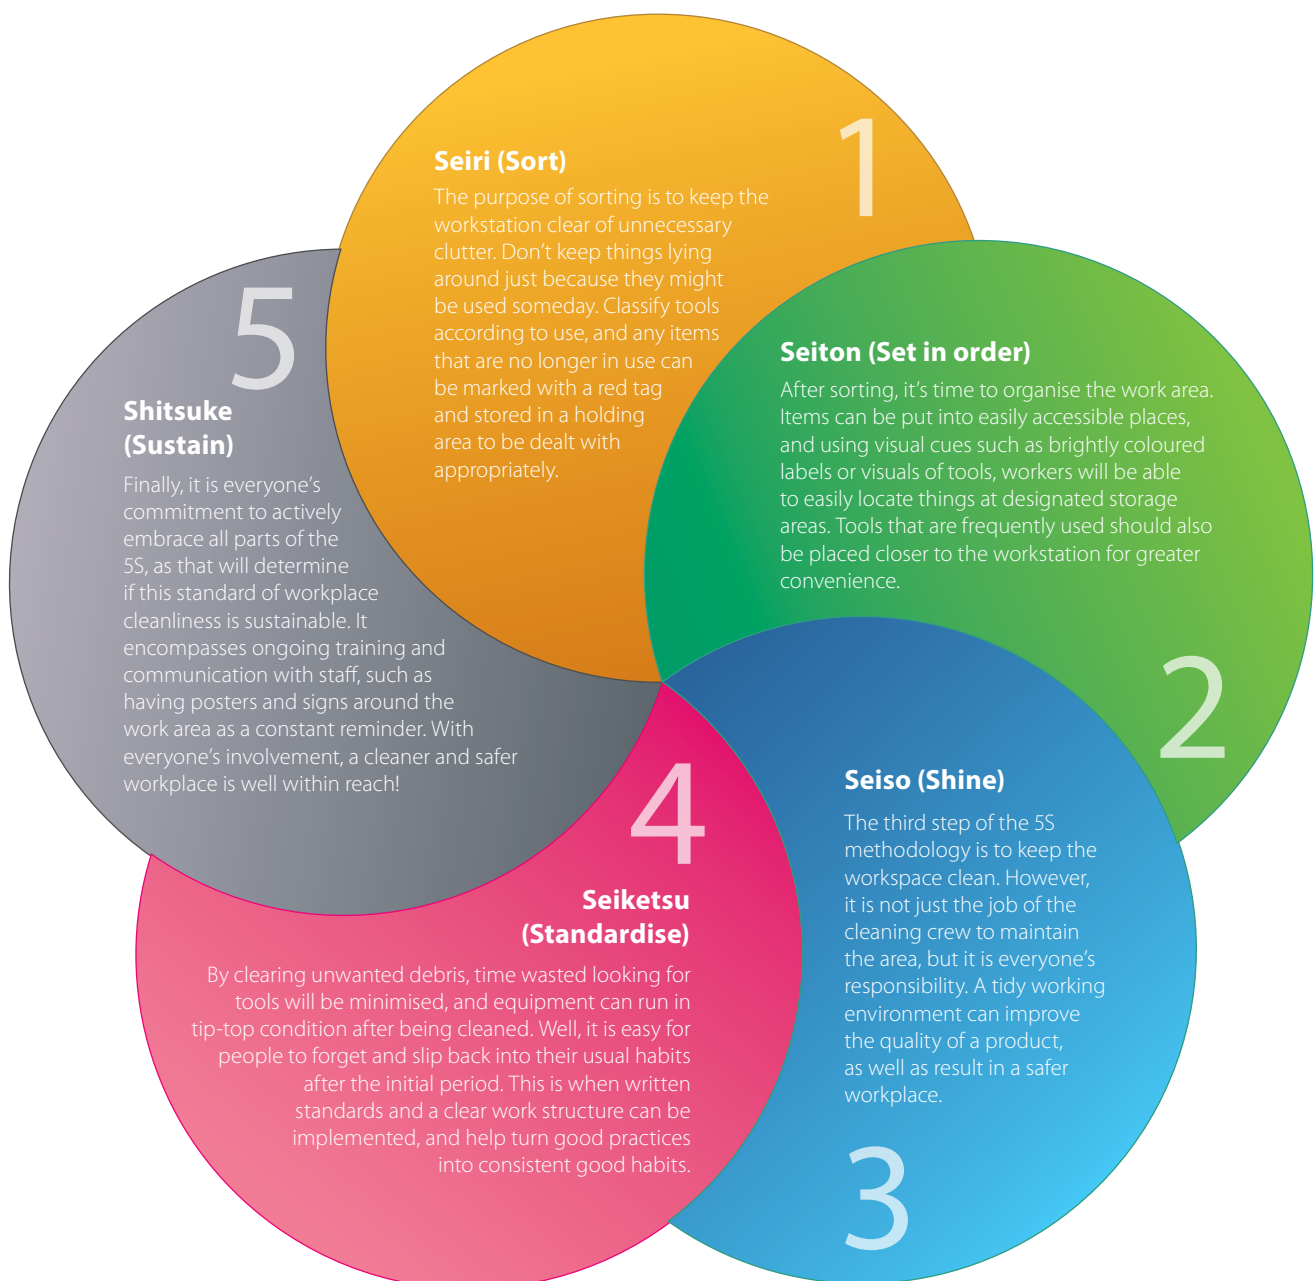 1
Seiri (Sort)
The purpose of sorting is to keep the
workstation clear of unnecessary
clutter. Don't keep things lying
around just because they might
be used someday. Classify tools
according to use, and any items
that are no longer in use can
be marked with a red tag
and stored in a holding
area to be dealt with
appropriately.
Seiton (Set in order)
After sorting, it's time to organise the work area.
Items can be put into easily accessible places,
and using visual cues such as brightly coloured
labels or visuals of tools, workers will be able
to easily locate things at designated storage
areas. Tools that are frequently used should also
be placed closer to the workstation for greater
convenience.
2
Seiso (Shine)
The third step of the 5S
methodology is to keep the
workspace clean. However,
it is not just the job of the
cleaning crew to maintain
the area, but it is everyone's
responsibility. A tidy working
environment can improve
the quality of a product,
as well as result in a safer
workplace.
3
4
Seiketsu
(Standardise)
By clearing unwanted debris, time wasted looking for
tools will be minimised, and equipment can run in
tip-top condition after being cleaned. Well, it is easy for
people to forget and slip back into their usual habits
after the initial period. This is when written
standards and a clear work structure can be
implemented, and help turn good practices
into consistent good habits.
5
Shitsuke
(Sustain)
Finally, it is everyone's
commitment to actively
embrace all parts of the
5S, as that will determine
if this standard of workplace
cleanliness is sustainable. It
encompasses ongoing training and
communication with staff, such as
having posters and signs around the
work area as a constant reminder. With
everyone's involvement, a cleaner and safer
workplace is well within reach!